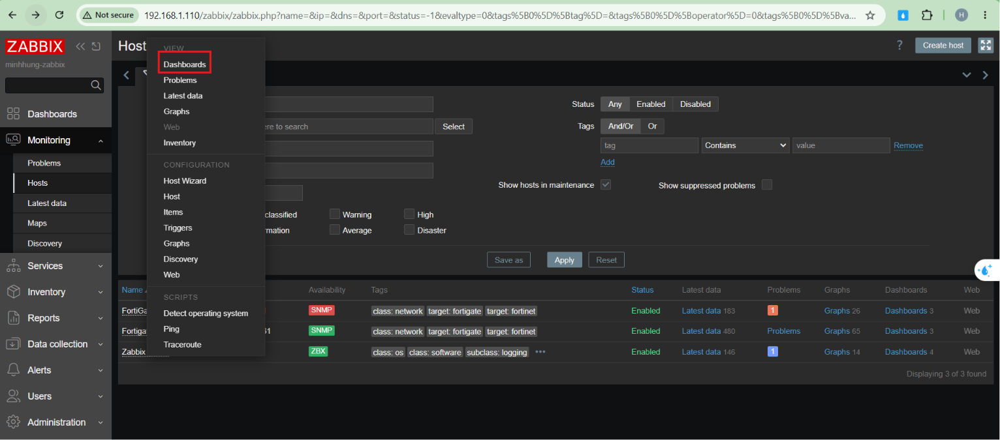 Not secure 192.168.1.110/zabbix/zabbix.php?name=&ip=&dns=&port=&status=-1&evaltype=0&tags%5B0%5D%5Btag%5D=&tags%5B0%5D%5Boperator%5D=0&tags%5B0%5D%5Bva... H
ZABBIX
minhhung-zabbix
Dashboards
Monitoring
Problems
Hosts
Latest data
Maps
Discovery
Services
Inventory
Reports
Data collection
Alerts
Users
Administration
Host
? Create host
VIEW
Dashboards
Problems
Latest data
Graphs
Web
Inventory
CONFIGURATION
Host Wizard
Host
Items
Triggers
Graphs
Discovery
Web
SCRIPTS
Detect operating system
Ping
Traceroute
ere to search Select
classified Warning High
rmation Average Disaster
Status Any Enabled Disabled
Tags And/Or Or
tag Contains value Remove
Add
Show hosts in maintenance Show suppressed problems
Save as Apply Reset
Name Availability Tags Status Latest data Problems Graphs Dashboards Web
FortiGa SNMP class: network target: fortigate target: fortinet Enabled Latest data 183 1 Graphs 26 Dashboards 3 Web
Fortiga 61 SNMP class: network target: fortigate target: fortinet Enabled Latest data 480 Problems Graphs 65 Dashboards 3 Web
Zabbix ZBX class: os class: software subclass: logging ••• Enabled Latest data 146 1 Graphs 14 Dashboards 4 Web
Displaying 3 of 3 found